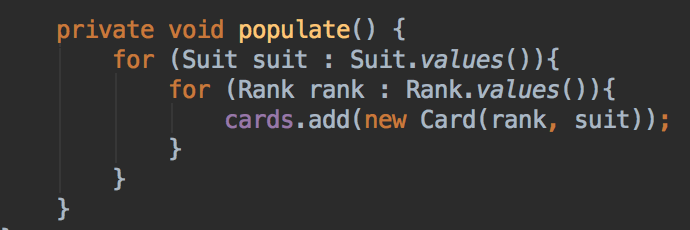 private void populate() {
for (Suit suit : Suit.values()){
for (Rank rank : Rank.values()){
cards.add(new Card(rank, suit));
}
}
}